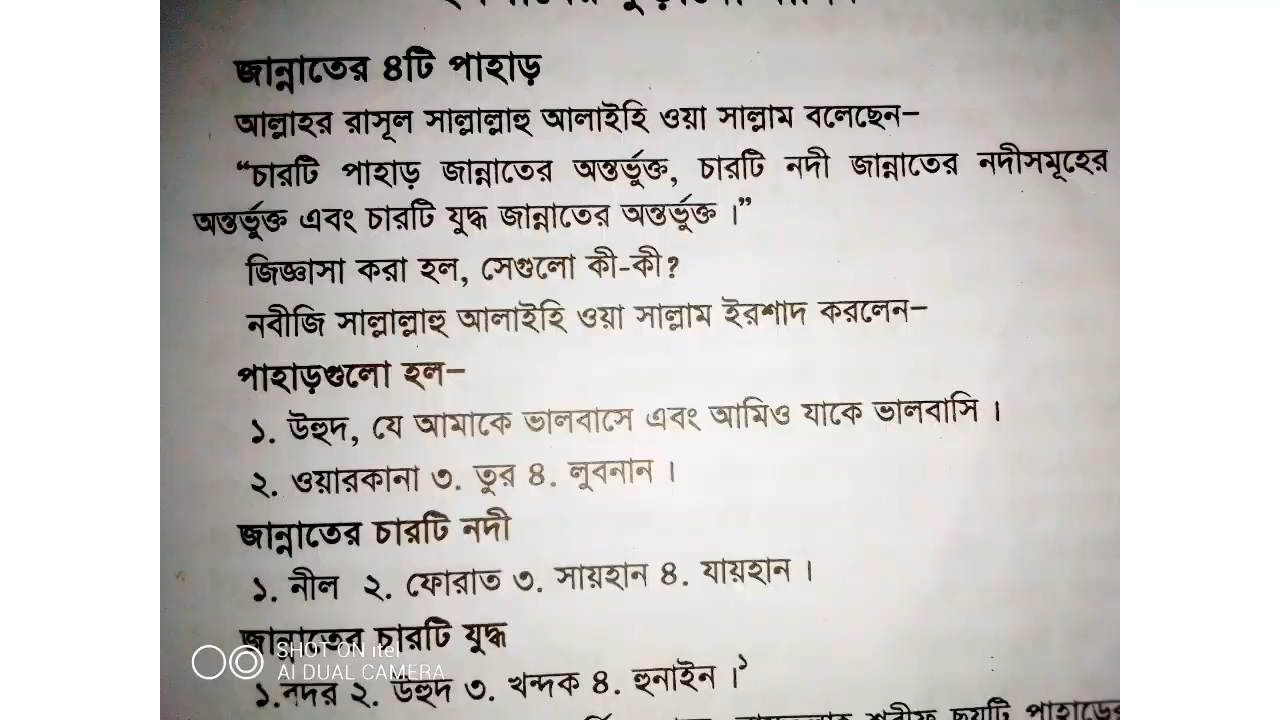 জান্নাতের ৪টি পাহাড়
আল্লাহর রাসূল সাল্লাল্লাহু আলাইহি ওয়া সাল্লাম বলেছেন–
“চারটি পাহাড় জান্নাতের অন্তর্ভুক্ত, চারটি নদী জান্নাতের নদীসমূহের
অন্তর্ভুক্ত এবং চারটি যুদ্ধ জান্নাতের অন্তর্ভুক্ত।”
জিজ্ঞাসা করা হল, সেগুলো কী-কী?
নবীজি সাল্লাল্লাহু আলাইহি ওয়া সাল্লাম ইরশাদ করলেন–
পাহাড়গুলো হল–
১. উহুদ, যে আমাকে ভালবাসে এবং আমিও যাকে ভালবাসি।
২. ওয়ারকানা ৩. তুর ৪. লুবনান।
জান্নাতের চারটি নদী
১. নীল ২. ফোরাত ৩. সায়হান ৪. যায়হান।
জান্নাতের চারটি যুদ্ধ
SHOT ON itel
AI DUAL CAMERA
১. বদর ২. উহুদ ৩. খন্দক ৪. হুনাইন।১
শরীফ ছয়টি পাহাড়ের